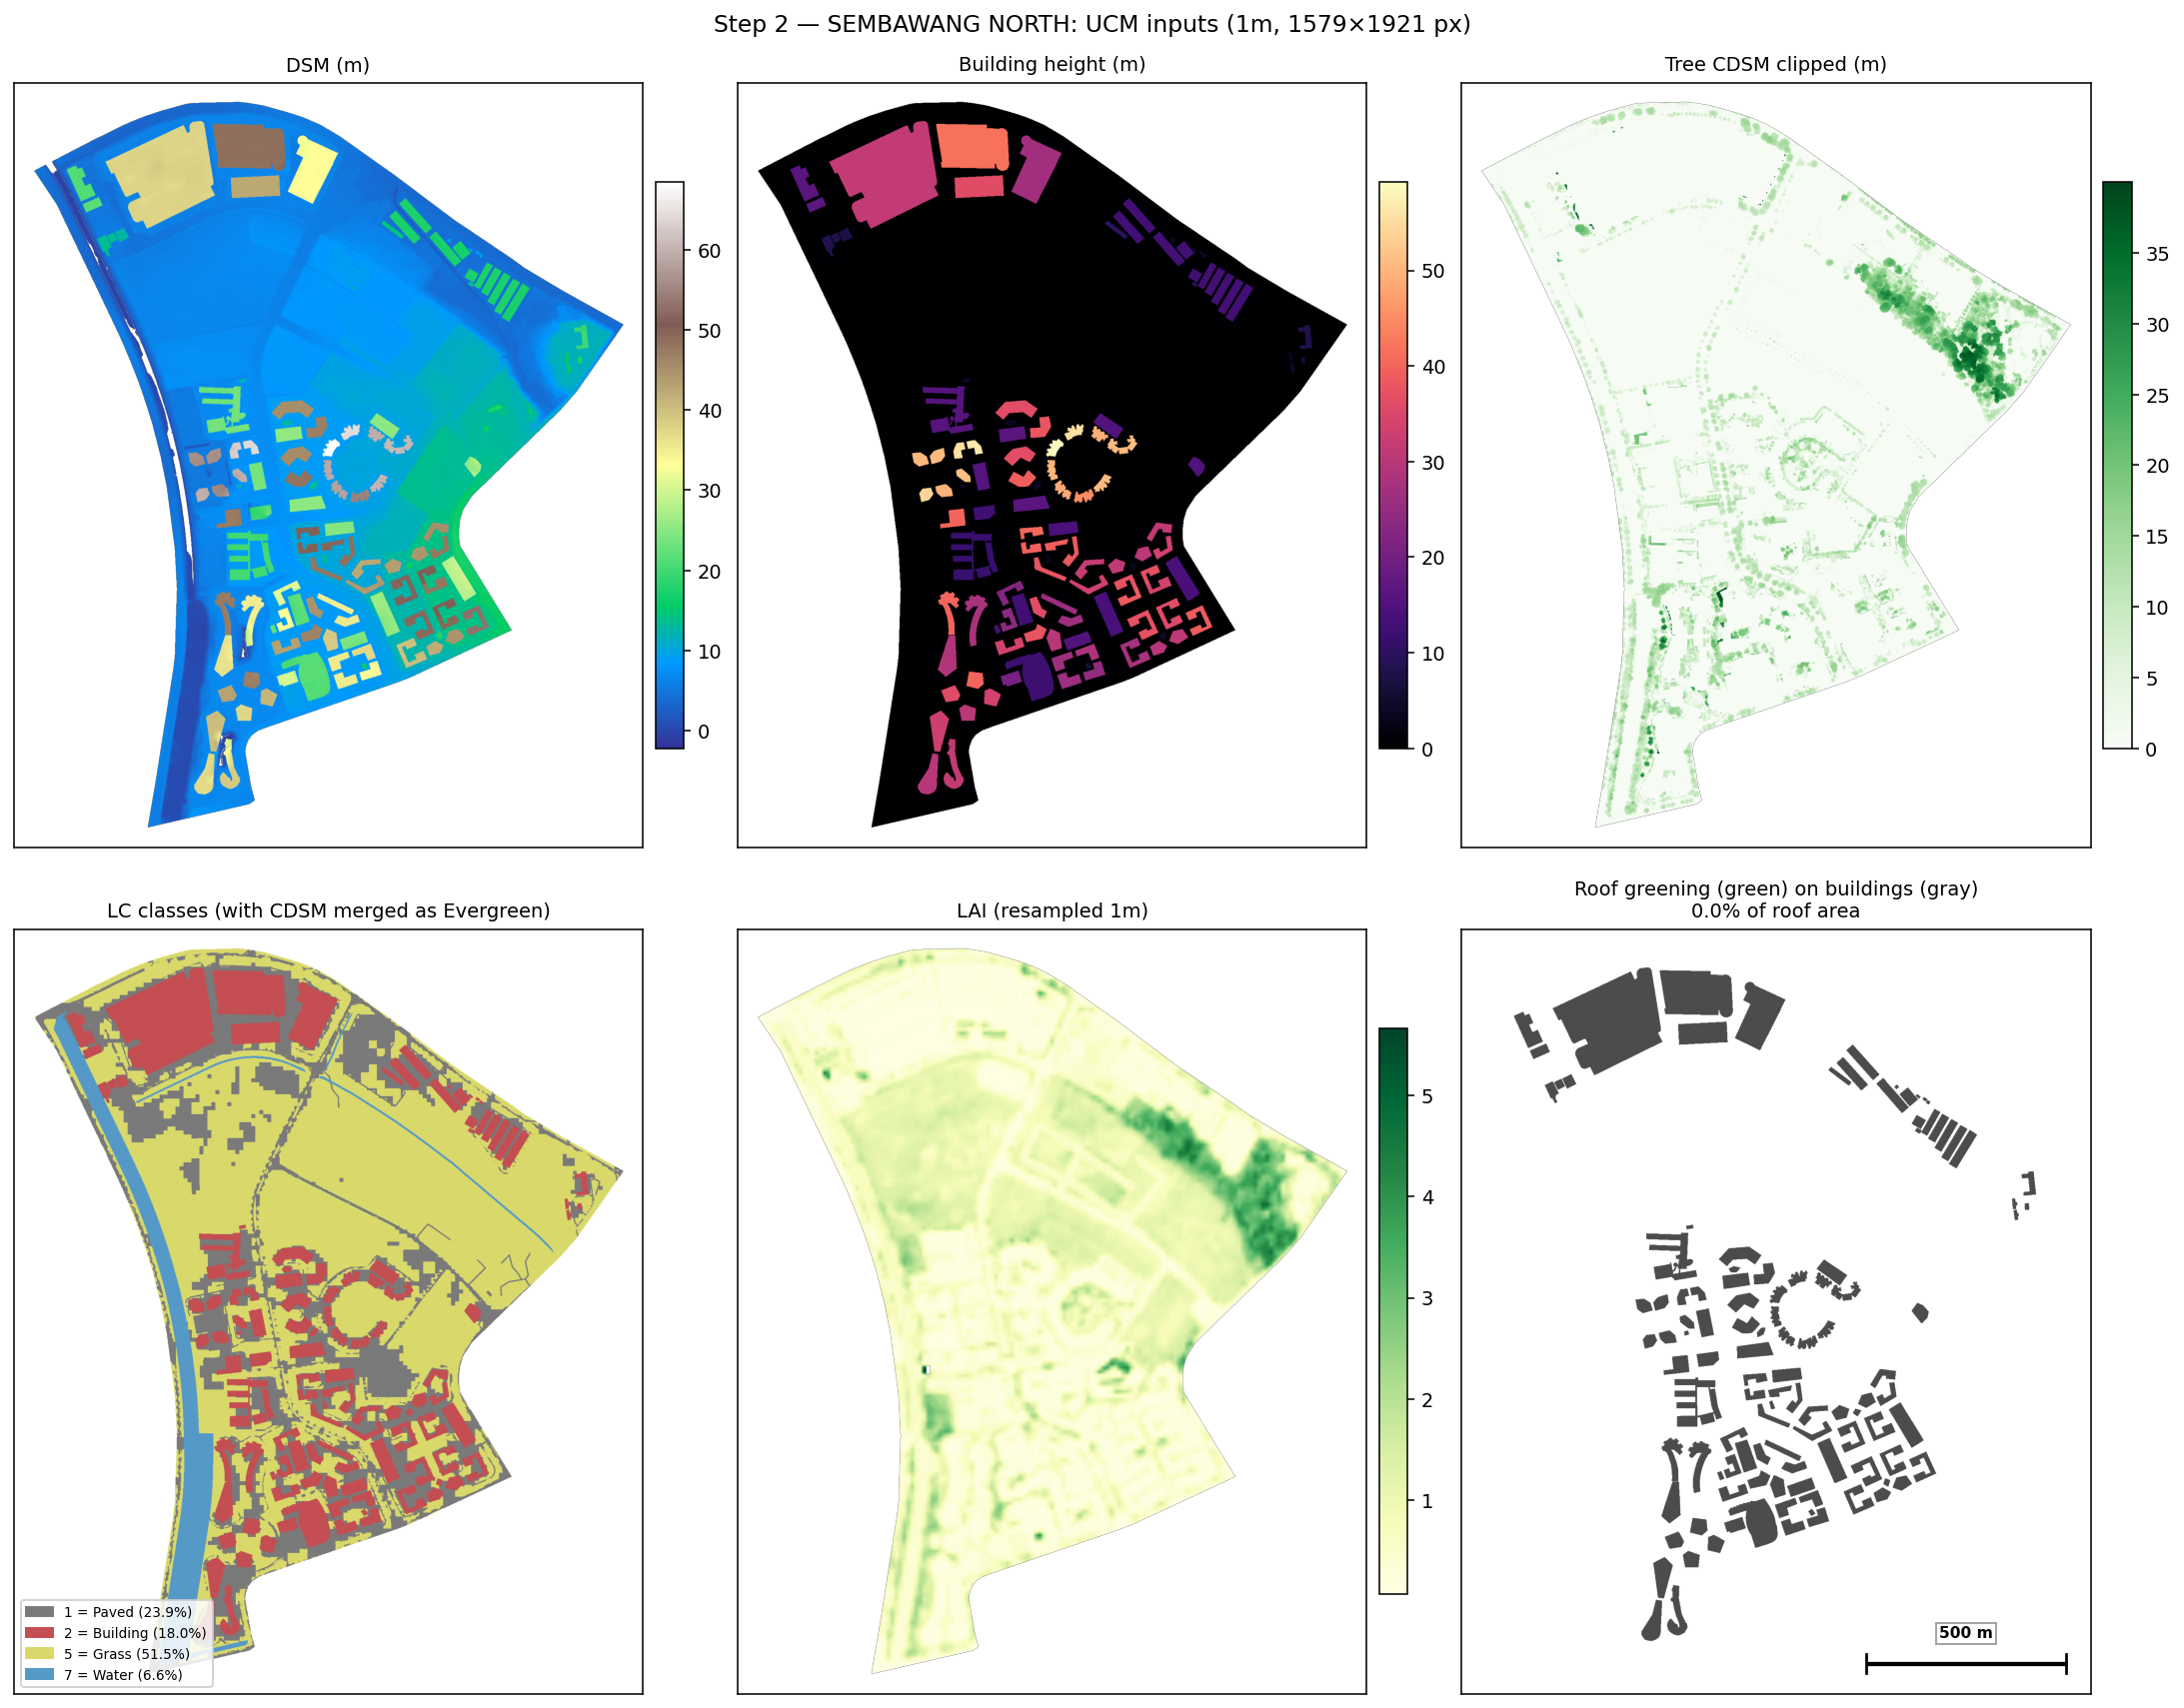 Step 2 — SEMBAWANG NORTH: UCM inputs (1m, 1579×1921 px)
DSM (m)
60
50
40
30
20
10
0
Building height (m)
50
40
30
20
10
0
Tree CDSM clipped (m)
35
30
25
20
15
10
5
0
LC classes (with CDSM merged as Evergreen)
1 = Paved (23.9%)
2 = Building (18.0%)
5 = Grass (51.5%)
7 = Water (6.6%)
LAI (resampled 1m)
5
4
3
2
1
Roof greening (green) on buildings (gray)
0.0% of roof area
500 m